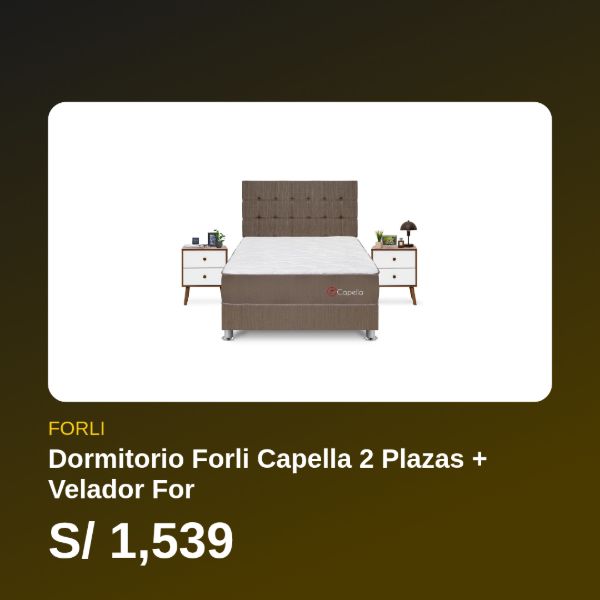 Capella
FORLI
Dormitorio Forli Capella 2 Plazas +
Velador For
S/ 1,539